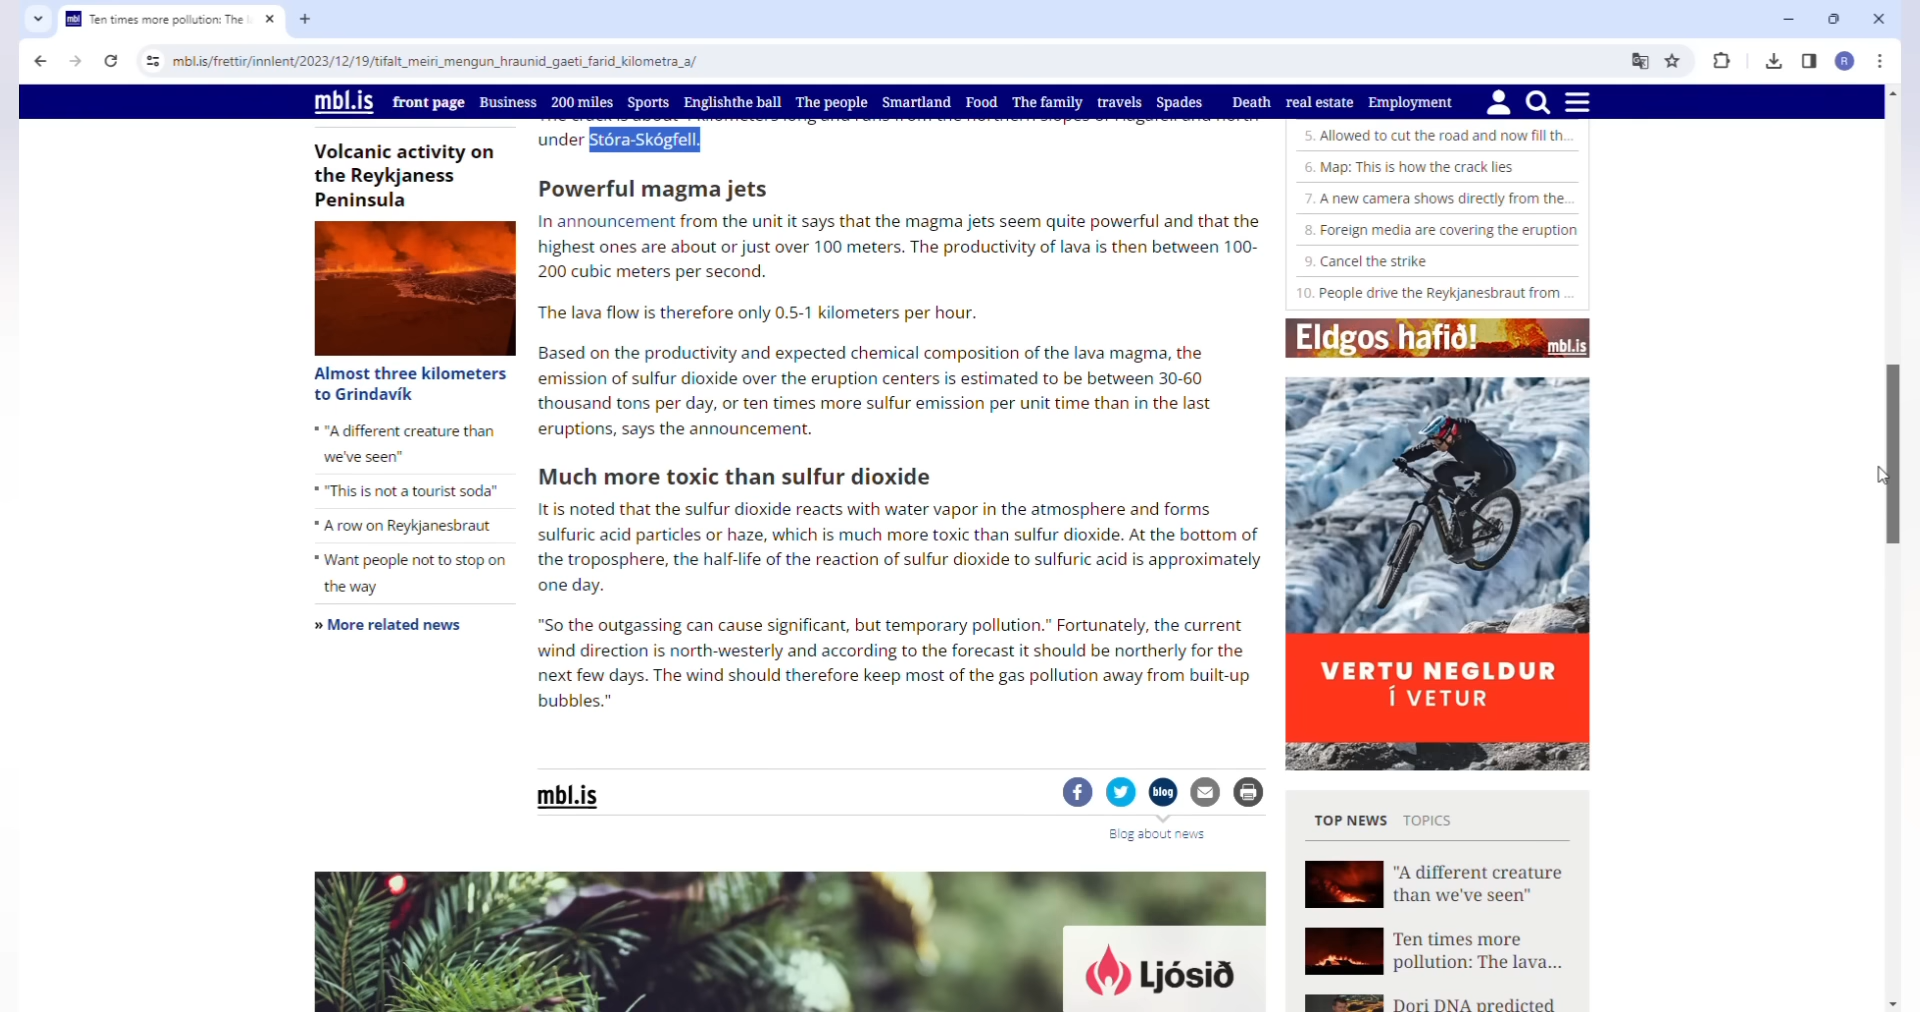 Ten times more pollution: The
mbl.is/frettir/innlent/2023/12/19/tifalt_meiri_mengun_hraunid_gaeti_farid_kilometra_a/
R
mbl.is front page Business 200 miles Sports Englishthe ball The people Smartland Food The family travels Spades Death real estate Employment
Volcanic activity on
the Reykjaness
Peninsula
Almost three kilometers
to Grindavík
"A different creature than
we've seen"
"This is not a tourist soda"
A row on Reykjanesbraut
Want people not to stop on
the way
» More related news
under Stóra-Skógfell.
Powerful magma jets
In announcement from the unit it says that the magma jets seem quite powerful and that the
highest ones are about or just over 100 meters. The productivity of lava is then between 100-
200 cubic meters per second.
The lava flow is therefore only 0.5-1 kilometers per hour.
Based on the productivity and expected chemical composition of the lava magma, the
emission of sulfur dioxide over the eruption centers is estimated to be between 30-60
thousand tons per day, or ten times more sulfur emission per unit time than in the last
eruptions, says the announcement.
Much more toxic than sulfur dioxide
It is noted that the sulfur dioxide reacts with water vapor in the atmosphere and forms
sulfuric acid particles or haze, which is much more toxic than sulfur dioxide. At the bottom of
the troposphere, the half-life of the reaction of sulfur dioxide to sulfuric acid is approximately
one day.
"So the outgassing can cause significant, but temporary pollution." Fortunately, the current
wind direction is north-westerly and according to the forecast it should be northerly for the
next few days. The wind should therefore keep most of the gas pollution away from built-up
bubbles."
mbl.is
blog
Blog about news
Ljósið
5. Allowed to cut the road and now fill th...
6. Map: This is how the crack lies
7. A new camera shows directly from the...
8. Foreign media are covering the eruption
9. Cancel the strike
10. People drive the Reykjanesbraut from ...
Eldgos hafið!
mbl.is
VERTU NEGLDUR
Í VETUR
TOP NEWS TOPICS
"A different creature
than we've seen"
Ten times more
pollution: The lava...
Dori DNA predicted